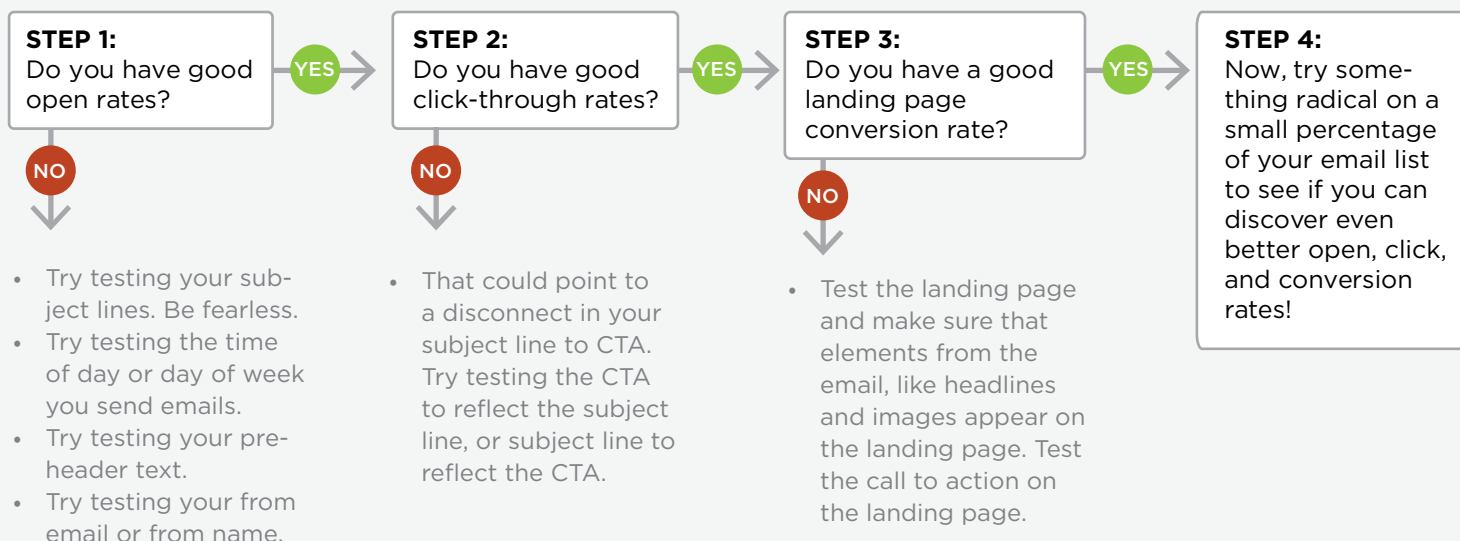 STEP 1:
Do you have good
open rates?
YES
STEP 2:
Do you have good
click-through rates?
YES
STEP 3:
Do you have a good
landing page
conversion rate?
YES
STEP 4:
Now, try some-
thing radical on a
small percentage
of your email list
to see if you can
discover even
better open, click,
and conversion
rates!
NO
• Try testing your sub-
ject lines. Be fearless.
• Try testing the time
of day or day of week
you send emails.
• Try testing your pre-
header text.
• Try testing your from
email or from name.
NO
• That could point to
a disconnect in your
subject line to CTA.
Try testing the CTA
to reflect the subject
line, or subject line to
reflect the CTA.
NO
• Test the landing page
and make sure that
elements from the
email, like headlines
and images appear on
the landing page. Test
the call to action on
the landing page.